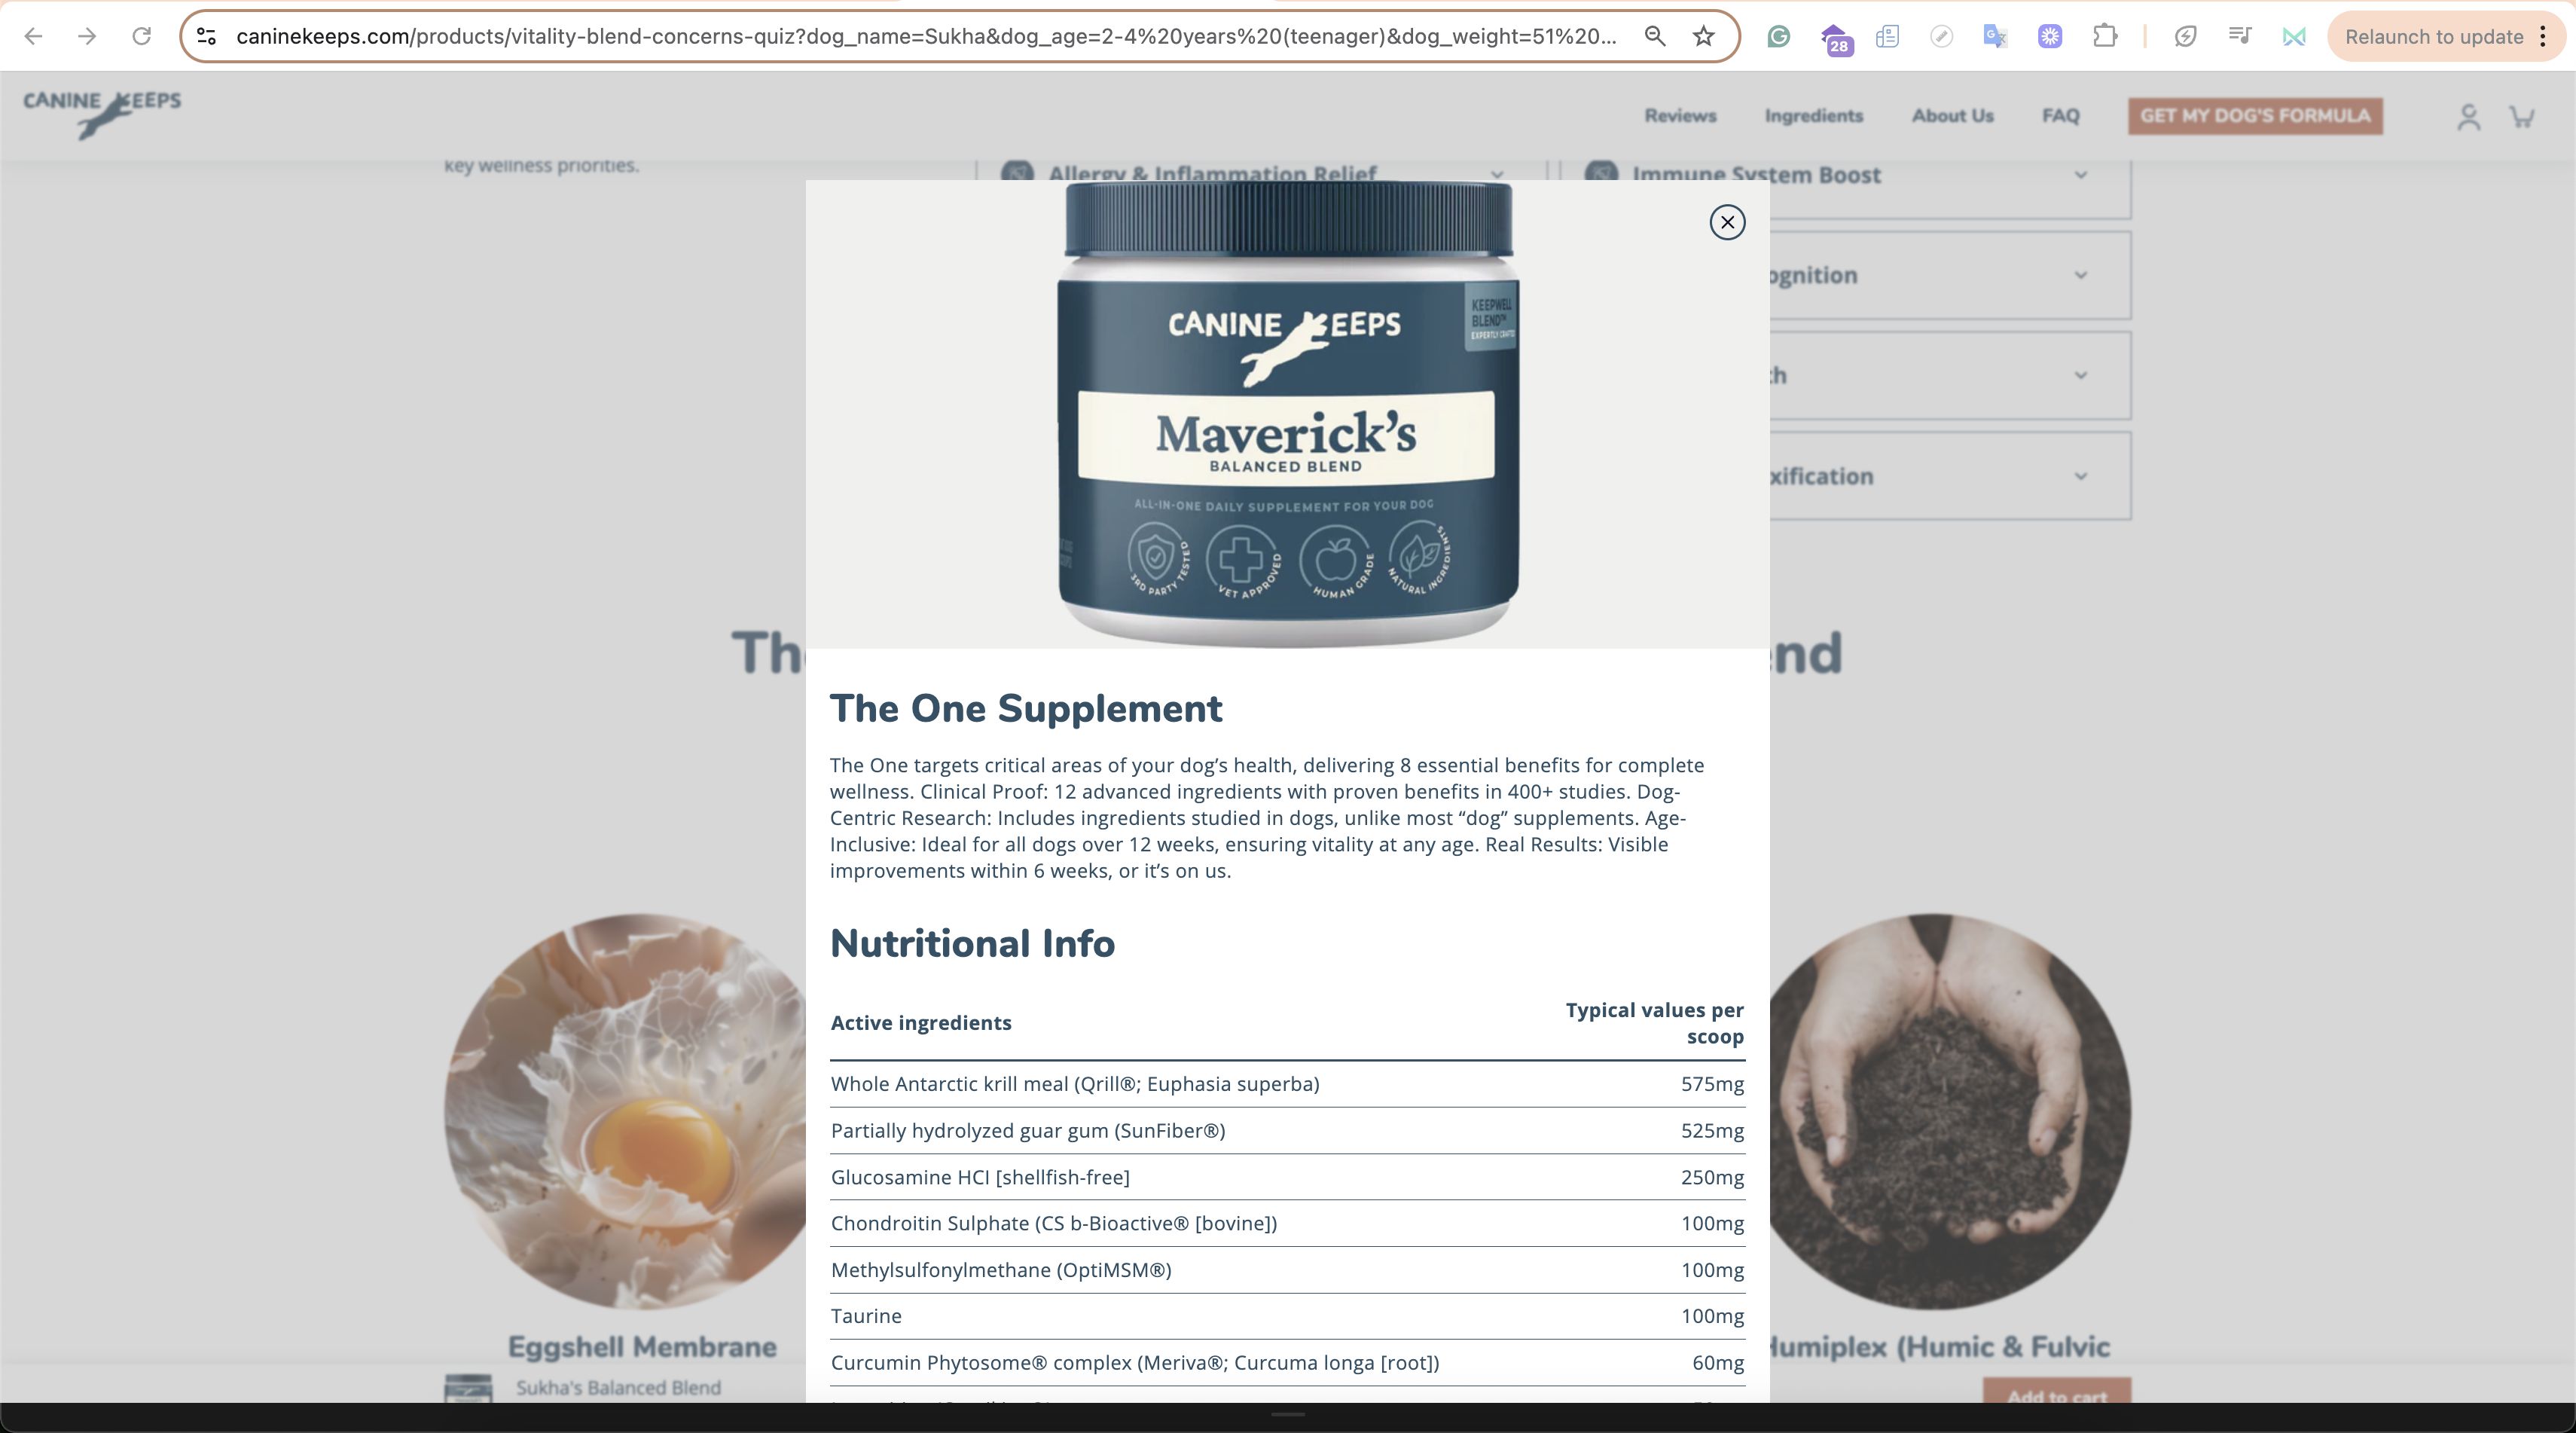 caninekeeps.com/products/vitality-blend-concerns-quiz?dog_name=Sukha&dog_age=2-4%20years%20(teenager)&dog_weight=51%20...
28
Relaunch to update
CANINE KEEPS
Reviews
Ingredients
About Us
FAQ
GET MY DOG'S FORMULA
key wellness priorities.
Allergy & Inflammation Relief
Immune System Boost
ognition
th
xification
CANINE KEEPS
KEEPWELL
BLEND™
EXPERTLY
Maverick's
BALANCED BLEND
ALL-IN-ONE DAILY SUPPLEMENT FOR YOUR DOG
3RD PARTY TESTED
VET APPROVED
HUMAN GRADE
NATURAL INGREDIENTS
The
end
The One Supplement
The One targets critical areas of your dog's health, delivering 8 essential benefits for complete
wellness. Clinical Proof: 12 advanced ingredients with proven benefits in 400+ studies. Dog-
Centric Research: Includes ingredients studied in dogs, unlike most “dog” supplements. Age-
Inclusive: Ideal for all dogs over 12 weeks, ensuring vitality at any age. Real Results: Visible
improvements within 6 weeks, or it's on us.
Nutritional Info
Active ingredients
Typical values per
scoop
Whole Antarctic krill meal (Qrill®; Euphasia superba) 575mg
Partially hydrolyzed guar gum (SunFiber®) 525mg
Glucosamine HCI [shellfish-free] 250mg
Chondroitin Sulphate (CS b-Bioactive® [bovine]) 100mg
Methylsulfonylmethane (OptiMSM®) 100mg
Taurine 100mg
Curcumin Phytosome® complex (Meriva®; Curcuma longa [root]) 60mg
Eggshell Membrane
Humiplex (Humic & Fulvic
Sukha's Balanced Blend
Add to cart